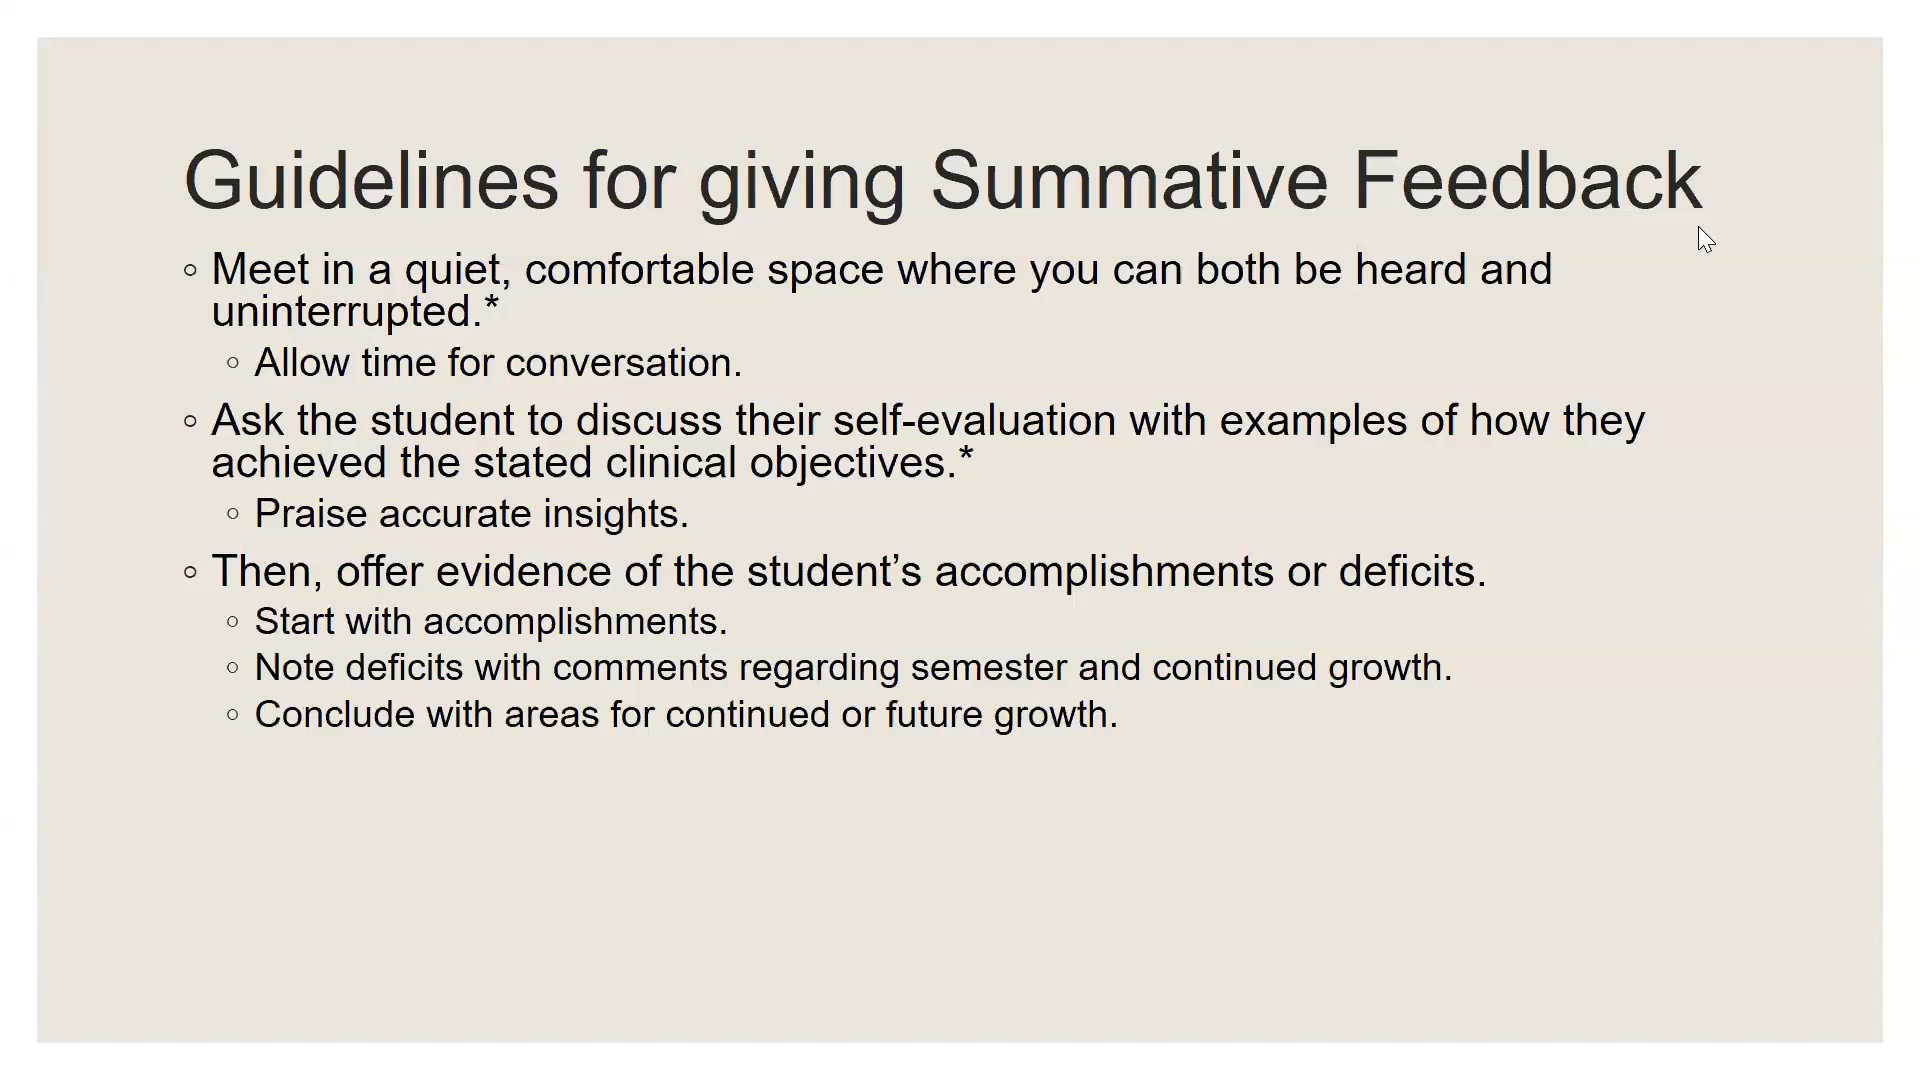 Guidelines for giving Summative Feedback
◦ Meet in a quiet, comfortable space where you can both be heard and
uninterrupted.*
◦ Allow time for conversation.
◦ Ask the student to discuss their self-evaluation with examples of how they
achieved the stated clinical objectives.*
◦ Praise accurate insights.
◦ Then, offer evidence of the student’s accomplishments or deficits.
◦ Start with accomplishments.
◦ Note deficits with comments regarding semester and continued growth.
◦ Conclude with areas for continued or future growth.